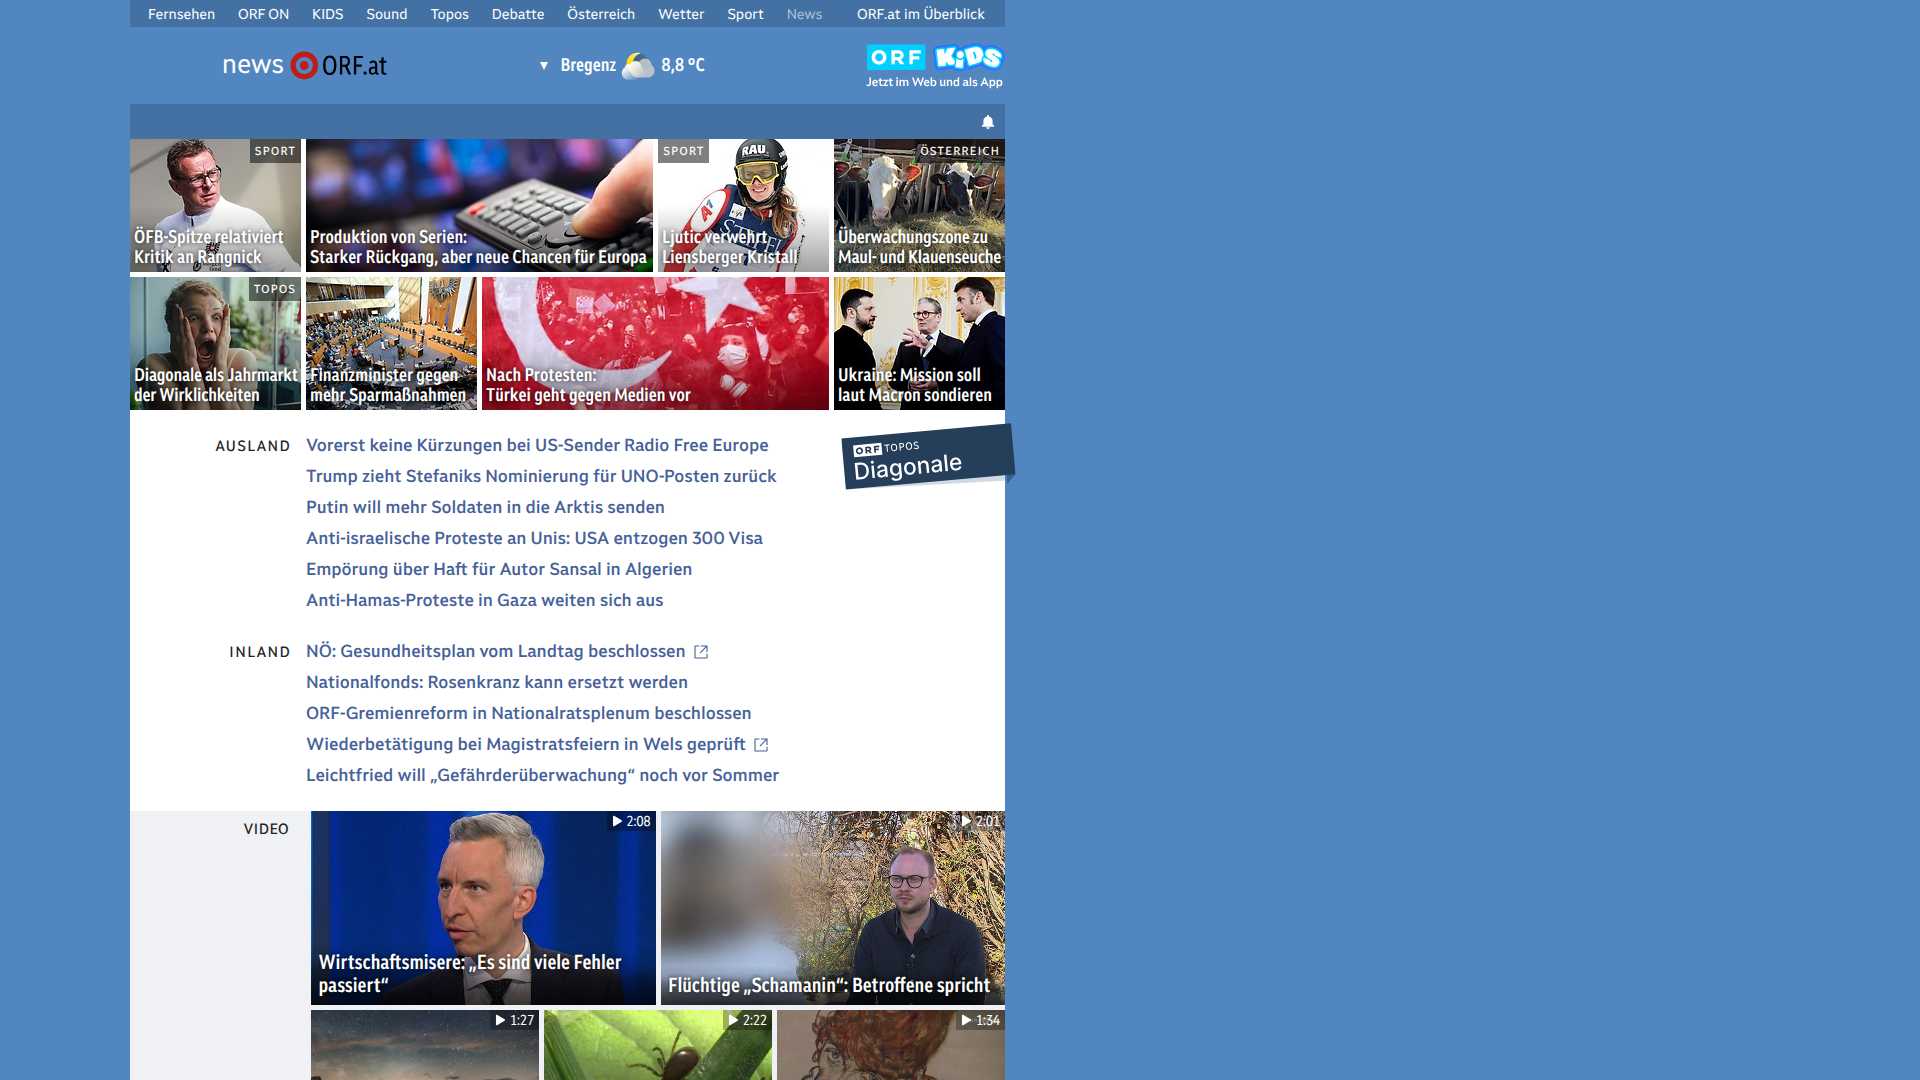 Fernsehen ORF ON KIDS Sound Topos Debatte Österreich Wetter Sport News ORF.at im Überblick
news ORF.at
▼ Bregenz 8,8 °C
ORF KiDS
Jetzt im Web und als App
SPORT
ÖFB-Spitze relativiert
Kritik an Rangnick
Produktion von Serien:
Starker Rückgang, aber neue Chancen für Europa
SPORT
RAU
Ljutic verwehrt
Liensberger Kristall
ÖSTERREICH
Überwachungszone zu
Maul- und Klauenseuche
TOPOS
Diagonale als Jahrmarkt
der Wirklichkeiten
Finanzminister gegen
mehr Sparmaßnahmen
Nach Protesten:
Türkei geht gegen Medien vor
Ukraine: Mission soll
laut Macron sondieren
AUSLAND
Vorerst keine Kürzungen bei US-Sender Radio Free Europe
Trump zieht Stefaniks Nominierung für UNO-Posten zurück
Putin will mehr Soldaten in die Arktis senden
Anti-israelische Proteste an Unis: USA entzogen 300 Visa
Empörung über Haft für Autor Sansal in Algerien
Anti-Hamas-Proteste in Gaza weiten sich aus
ORF TOPOS
Diagonale
INLAND
NÖ: Gesundheitsplan vom Landtag beschlossen
Nationalfonds: Rosenkranz kann ersetzt werden
ORF-Gremienreform in Nationalratsplenum beschlossen
Wiederbetätigung bei Magistratsfeiern in Wels geprüft
Leichtfried will „Gefährderüberwachung“ noch vor Sommer
VIDEO
2:08
Wirtschaftsmisere: „Es sind viele Fehler
passiert“
2:01
Flüchtige „Schamanin“: Betroffene spricht
1:27
2:22
1:34